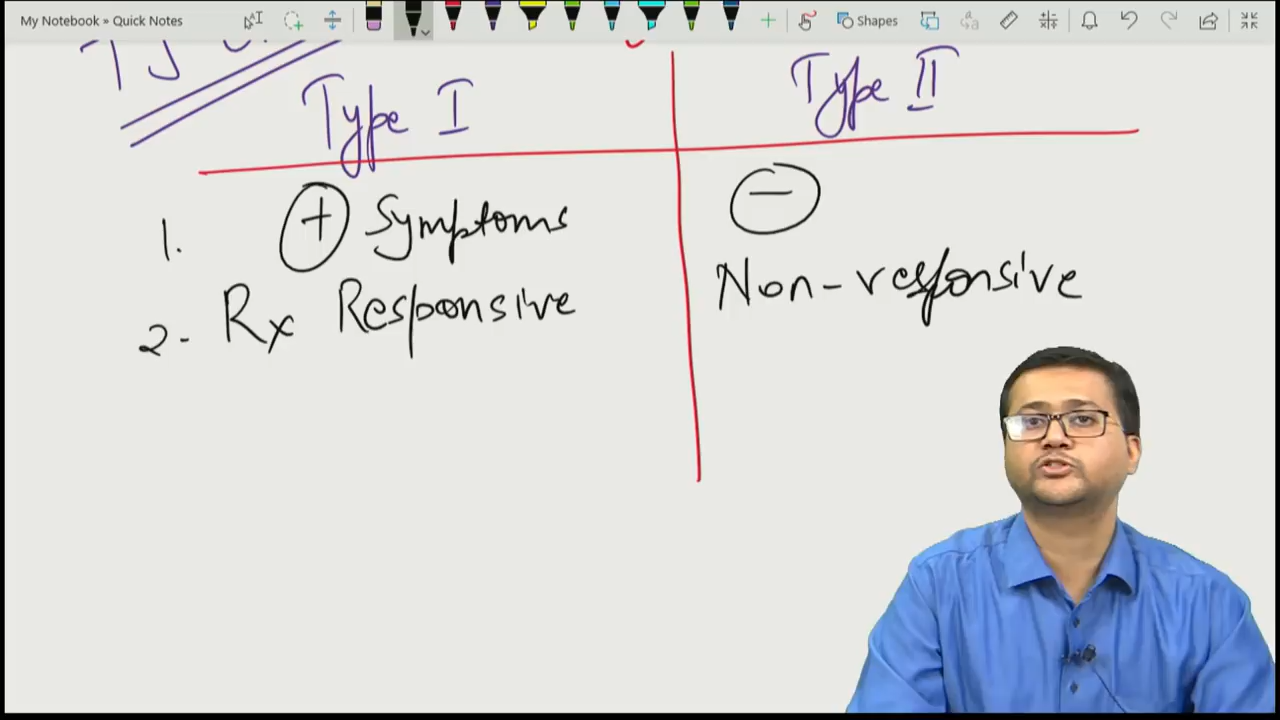 My Notebook » Quick Notes
Shapes
Type I
Type II
1. + Symptoms
−
2. Rx Responsive
Non-responsive